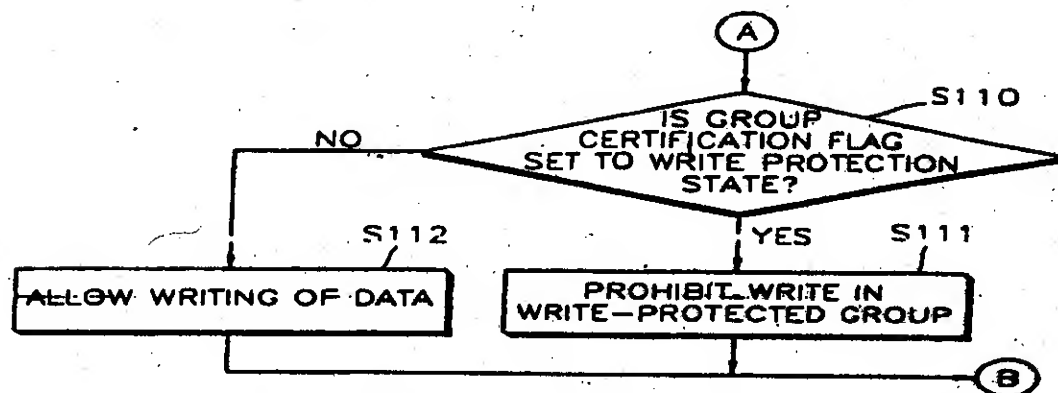 A
S110
IS GROUP
CERTIFICATION FLAG
SET TO WRITE PROTECTION
STATE?
NO
YES
S112
S111
ALLOW WRITING OF DATA
PROHIBIT WRITE IN
WRITE-PROTECTED GROUP
B